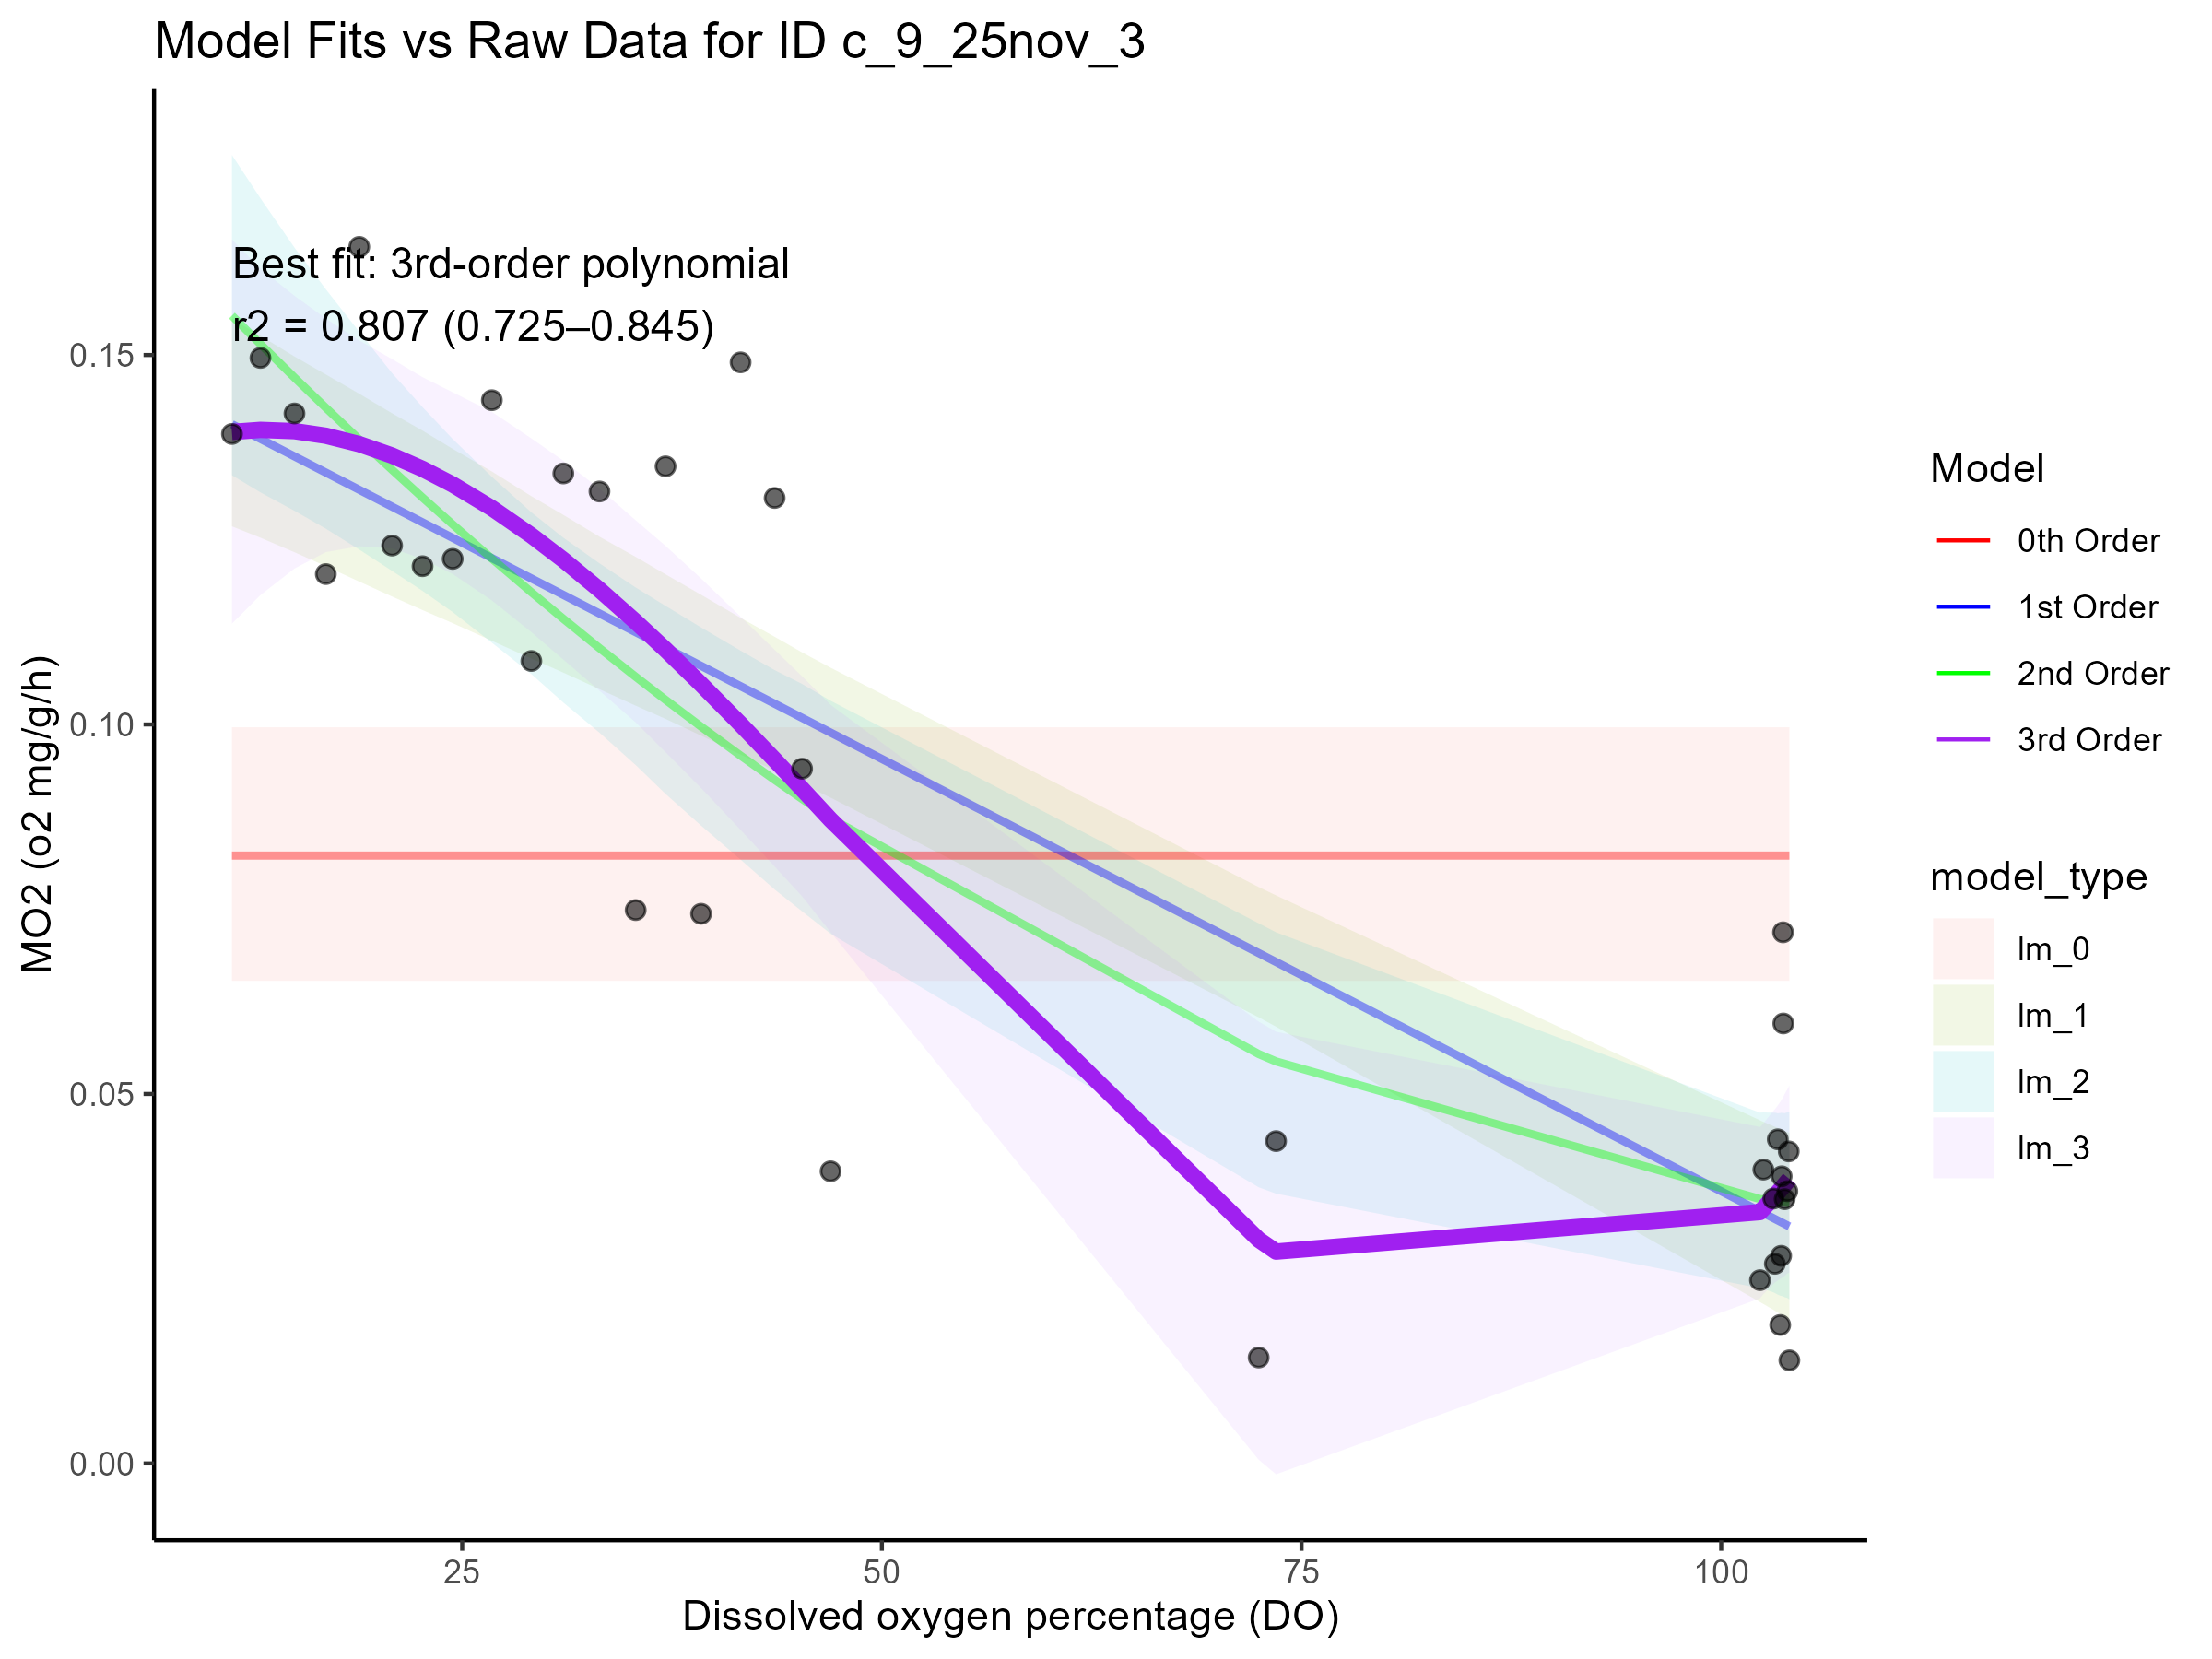 Model Fits vs Raw Data for ID c_9_25nov_3
Best fit: 3rd-order polynomial
r2 = 0.807 (0.725–0.845)
MO2 (o2 mg/g/h)
0.15
0.10
0.05
0.00
25
50
75
100
Dissolved oxygen percentage (DO)
Model
0th Order
1st Order
2nd Order
3rd Order
model_type
lm_0
lm_1
lm_2
lm_3